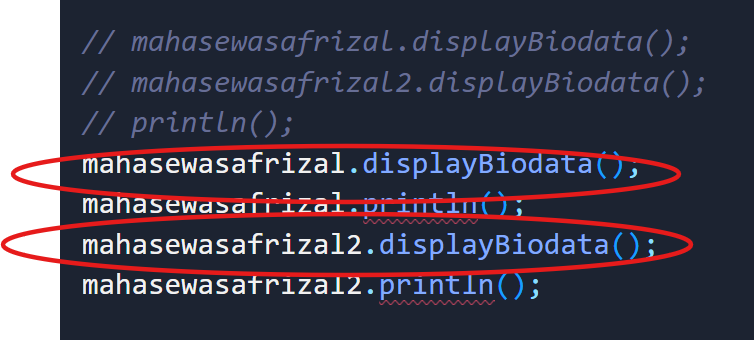 // mahasewasafrizal.displayBiodata();
// mahasewasafrizal2.displayBiodata();
// println();
mahasewasafrizal.displayBiodata();
mahasewasafrizal.println();
mahasewasafrizal2.displayBiodata();
mahasewasafrizal2.println();